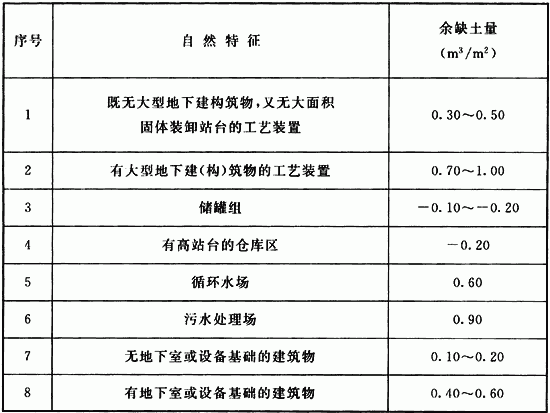 序号 自然特征 余缺土量
(m³/m²)
1 既无大型地下建构筑物,又无大面积
固体装卸站台的工艺装置 0.30～0.50
2 有大型地下建(构)筑物的工艺装置 0.70～1.00
3 储罐组 －0.10～－0.20
4 有高站台的仓库区 －0.20
5 循环水场 0.60
6 污水处理场 0.90
7 无地下室或设备基础的建筑物 0.10～0.20
8 有地下室或设备基础的建筑物 0.40～0.60